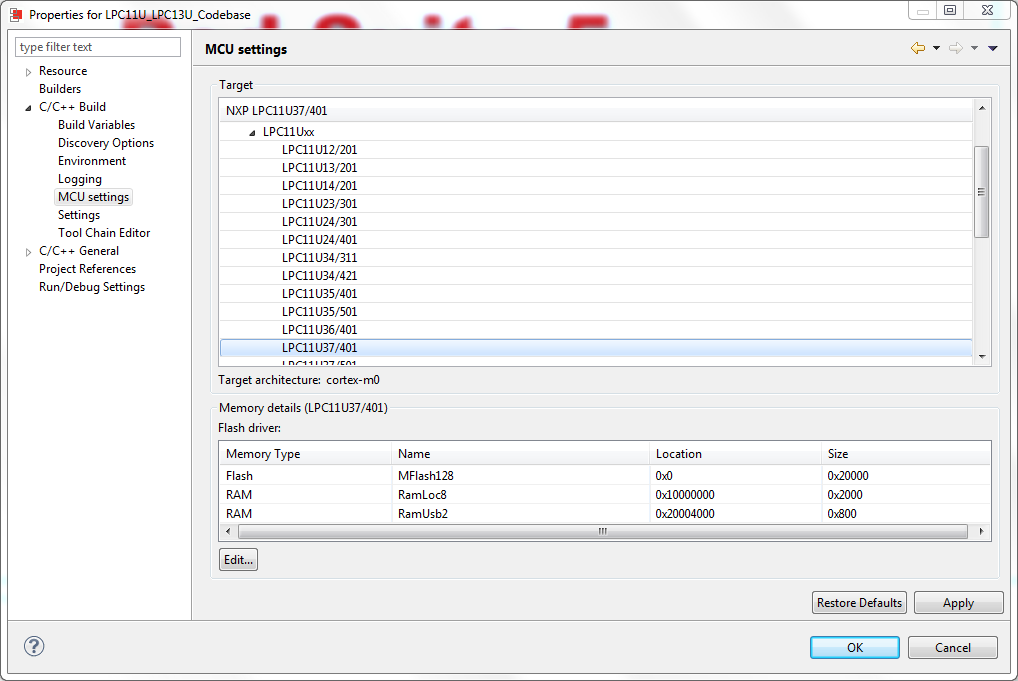 Properties for LPC11U_LPC13U_Codebase
type filter text
Resource
Builders
C/C++ Build
Build Variables
Discovery Options
Environment
Logging
MCU settings
Settings
Tool Chain Editor
C/C++ General
Project References
Run/Debug Settings
MCU settings
Target
NXP LPC11U37/401
LPC11Uxx
LPC11U12/201
LPC11U13/201
LPC11U14/201
LPC11U23/301
LPC11U24/301
LPC11U24/401
LPC11U34/311
LPC11U34/421
LPC11U35/401
LPC11U35/501
LPC11U36/401
LPC11U37/401
LPC11U37/501
Target architecture: cortex-m0
Memory details (LPC11U37/401)
Flash driver:
Memory Type Name Location Size
Flash MFlash128 0x0 0x20000
RAM RamLoc8 0x10000000 0x2000
RAM RamUsb2 0x20004000 0x800
Edit...
Restore Defaults Apply
? OK Cancel